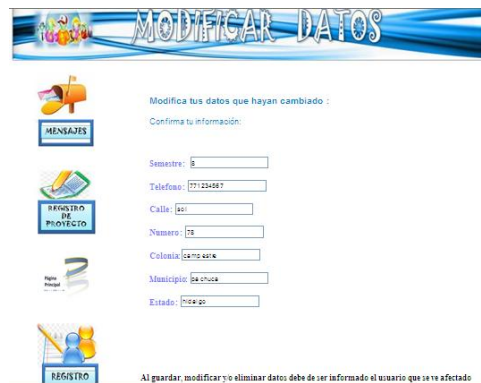 MODIFICAR DATOS
Modifica tus datos que hayan cambiado :
Confirma tu información:
MENSAJES
Semestre: 8
Telefono: 771234567
REGISTRO
DE
PROYECTO
Calle: sol
Numero: 78
Colonia: campestre
Página
Principal
Municipio: pachuca
Estado: hidalgo
REGISTRO
Al guardar, modificar y/o eliminar datos debe de ser informado el usuario que se ve afectado